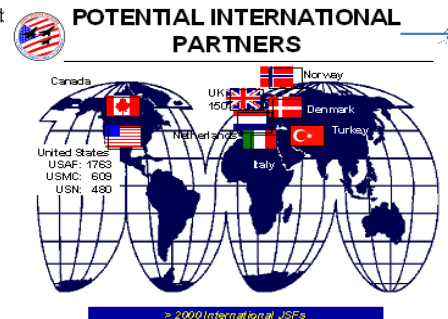 POTENTIAL INTERNATIONAL
PARTNERS
Canada
Norway
UK
150
Denmark
Netherlands
Turkey
United States
USAF: 1763
USMC: 609
USN: 480
Italy
> 2000 International JSFs